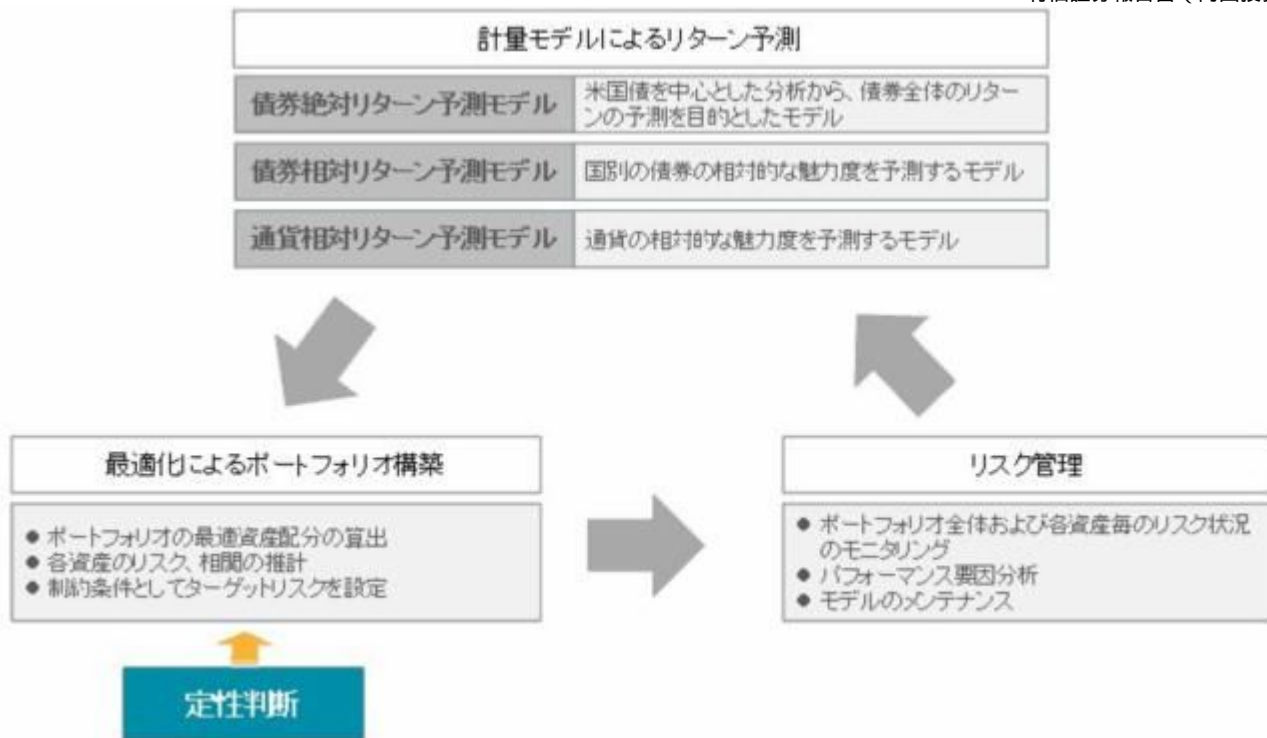 計量モデルによるリターン予測
債券絶対リターン予測モデル
米国債を中心とした分析から、債券全体のリター
ンの予測を目的としたモデル
債券相対リターン予測モデル
国別の債券の相対的な魅力度を予測するモデル
通貨相対リターン予測モデル
通貨の相対的な魅力度を予測するモデル
最適化によるポートフォリオ構築
● ポートフォリオの最適資産配分の算出
● 各資産のリスク、相関の推計
● 制約条件としてターゲットリスクを設定
リスク管理
● ポートフォリオ全体および各資産毎のリスク状況
のモニタリング
● パフォーマンス要因分析
● モデルのメンテナンス
定性判断